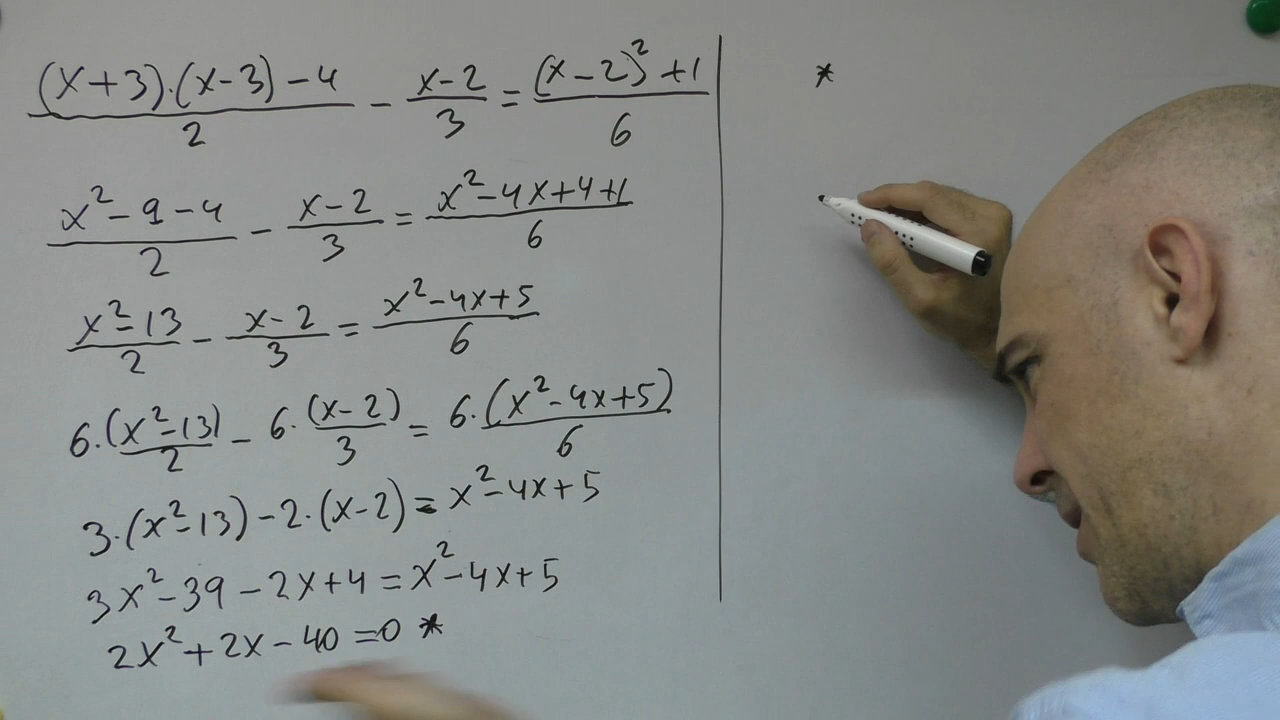 ((x+3)·(x-3)-4)/2 - (x-2)/3 = ((x-2)²+1)/6
(x²-9-4)/2 - (x-2)/3 = (x²-4x+4+1)/6
(x²-13)/2 - (x-2)/3 = (x²-4x+5)/6
6·(x²-13)/2 - 6·(x-2)/3 = 6·(x²-4x+5)/6
3·(x²-13)-2·(x-2)=x²-4x+5
3x²-39-2x+4=x²-4x+5
2x²+2x-40=0 *
*